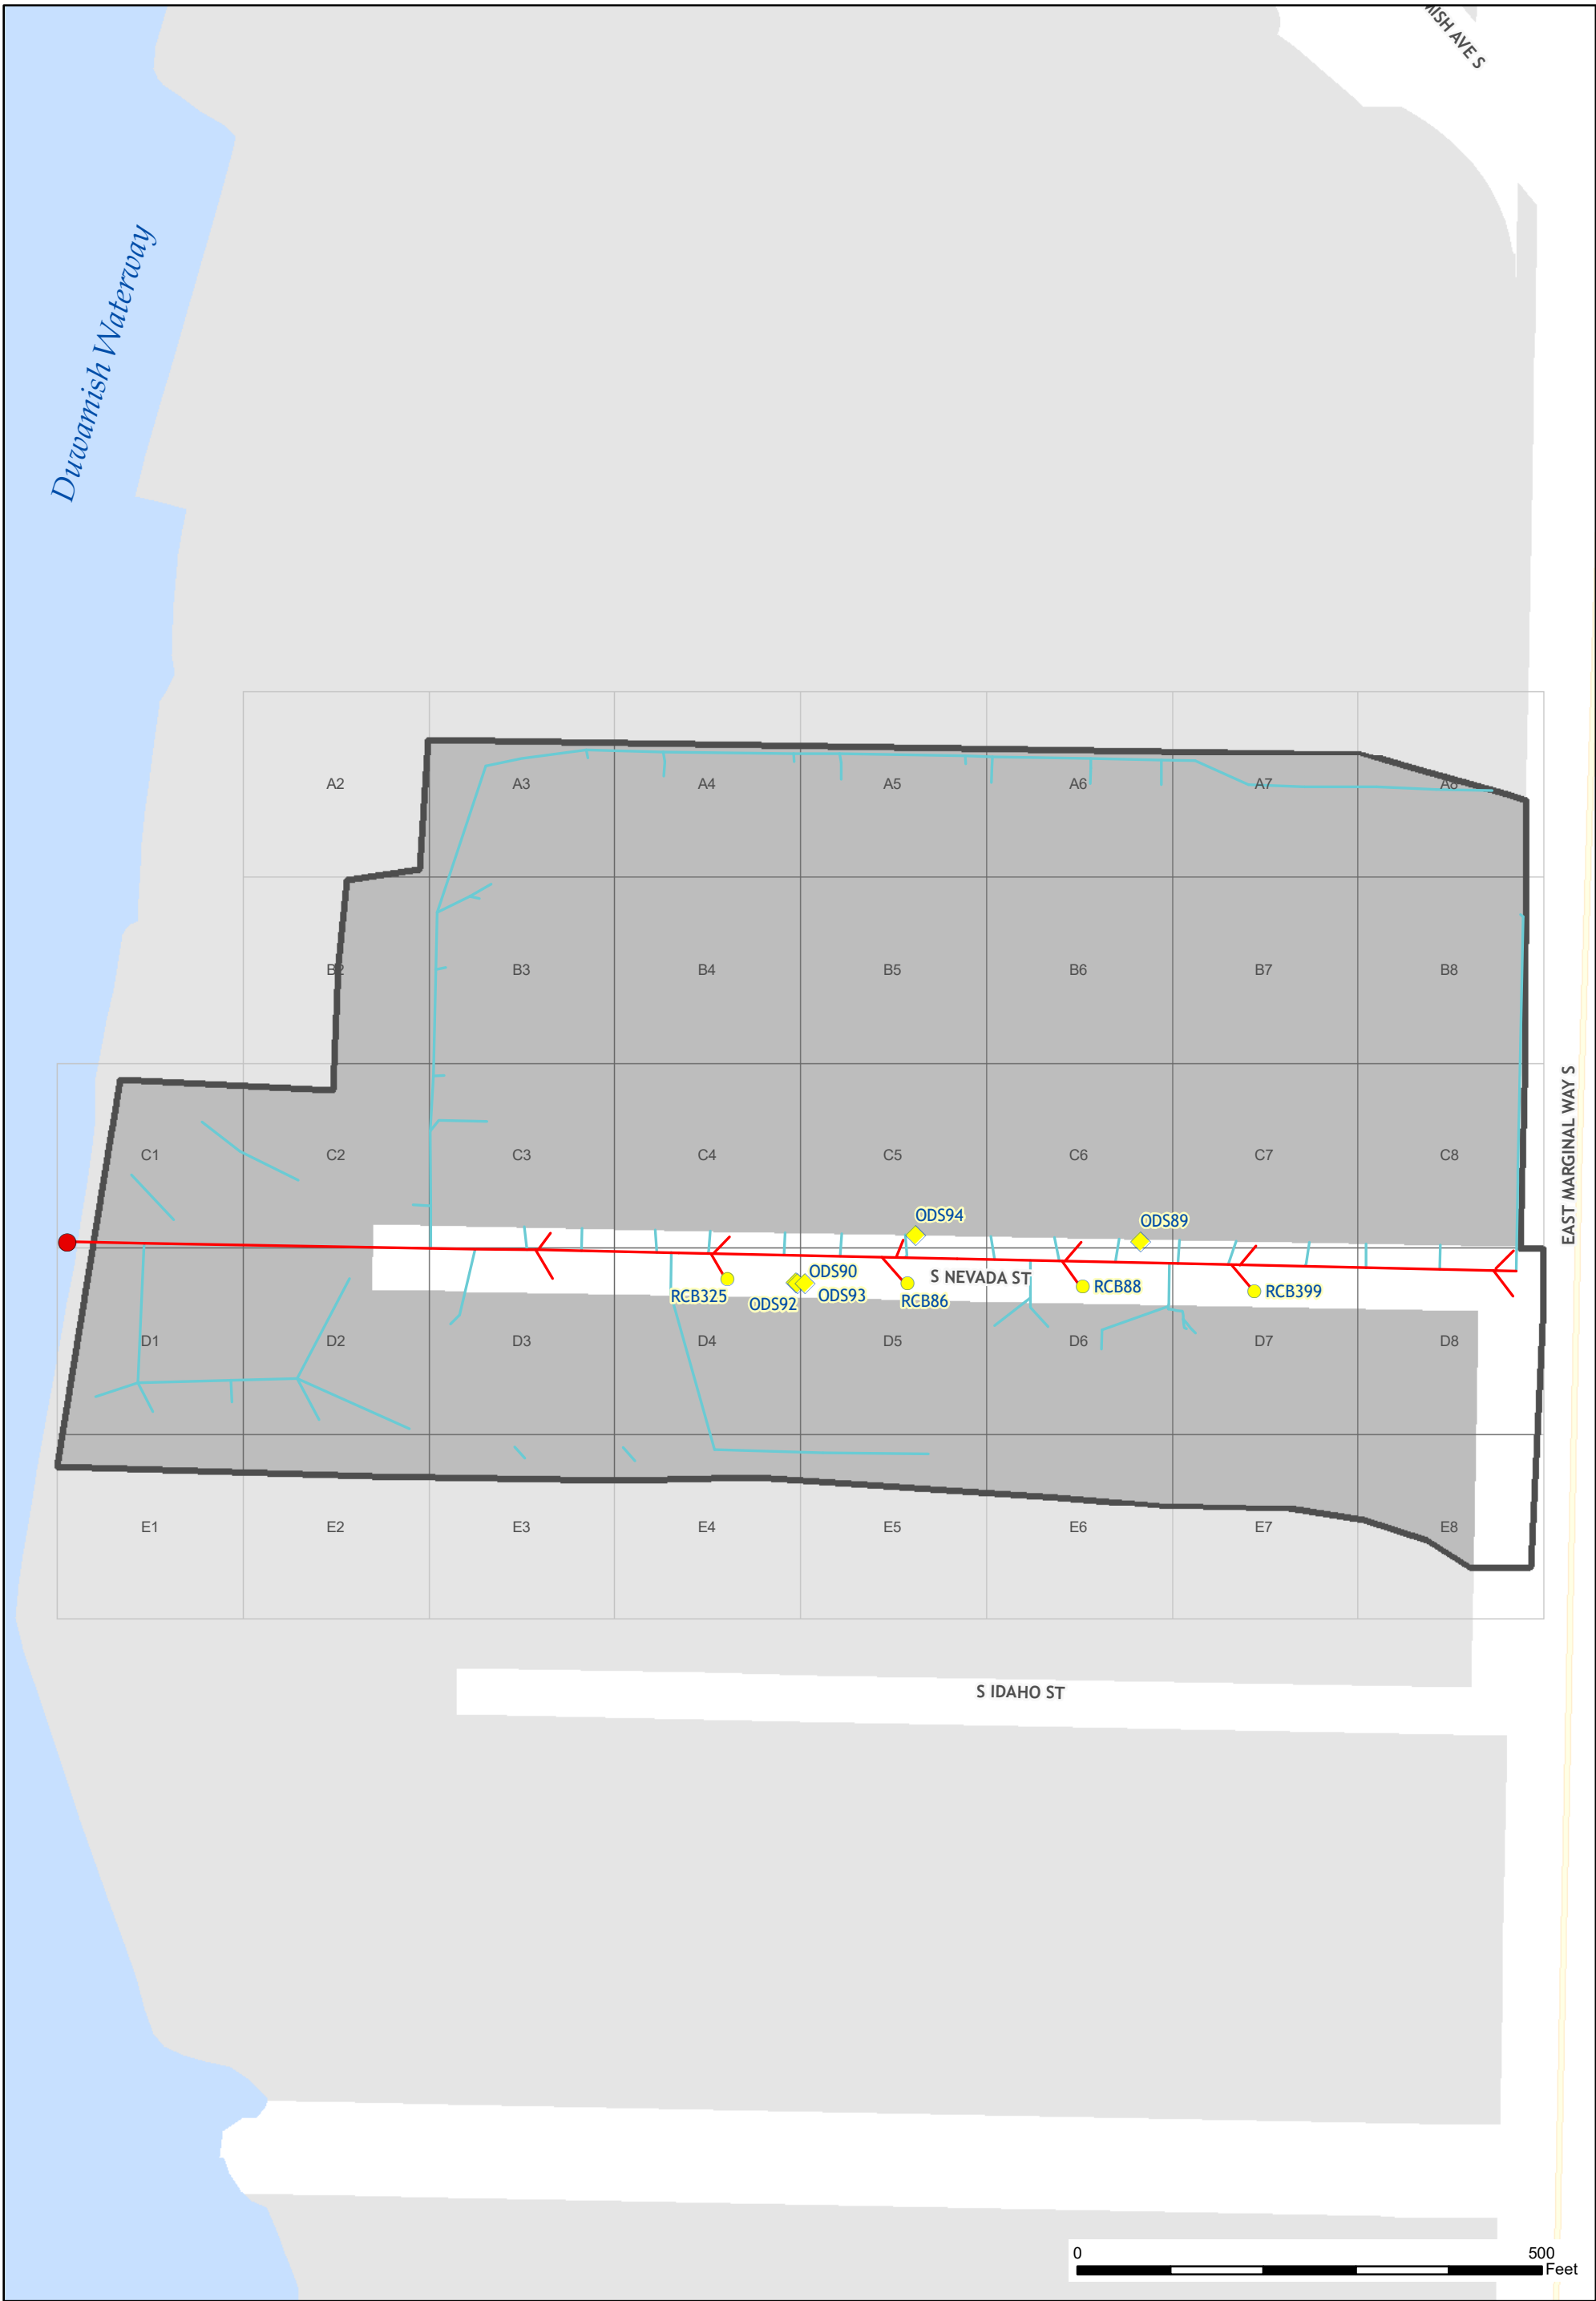 MISH AVE S
Duwamish Waterway
A2
A3
A4
A5
A6
A7
A8
B2
B3
B4
B5
B6
B7
B8
EAST MARGINAL WAY S
C1
C2
C3
C4
C5
C6
C7
C8
ODS94
ODS89
ODS90
S NEVADA ST
RCB88
RCB399
RCB325
ODS92
ODS93
RCB86
D1
D2
D3
D4
D5
D6
D7
D8
E1
E2
E3
E4
E5
E6
E7
E8
S IDAHO ST
0
500
Feet